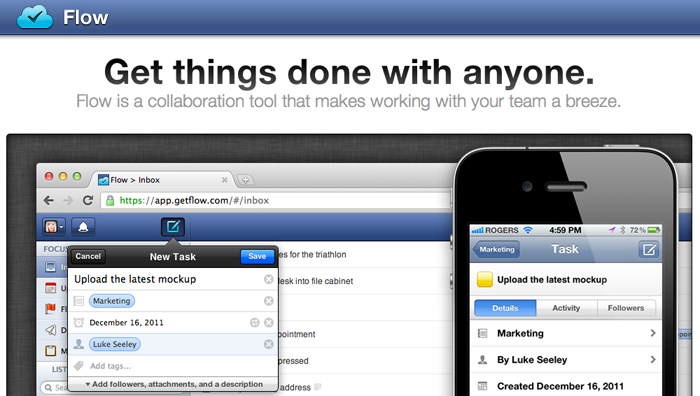 Flow
Get things done with anyone.
Flow is a collaboration tool that makes working with your team a breeze.
Flow > Inbox
https://app.getflow.com/#/inbox
FOCUS
Cancel
New Task
Save
Upload the latest mockup
Marketing
December 16, 2011
Luke Seeley
Add tags...
Add followers, attachments, and a description
LIST
Sear
es for the triathlon
desk into file cabinet
pointment
pressed
address
ROGERS
4:59 PM
72%
Marketing
Task
Upload the latest mockup
Details
Activity
Followers
Marketing
By Luke Seeley
Created December 16, 2011